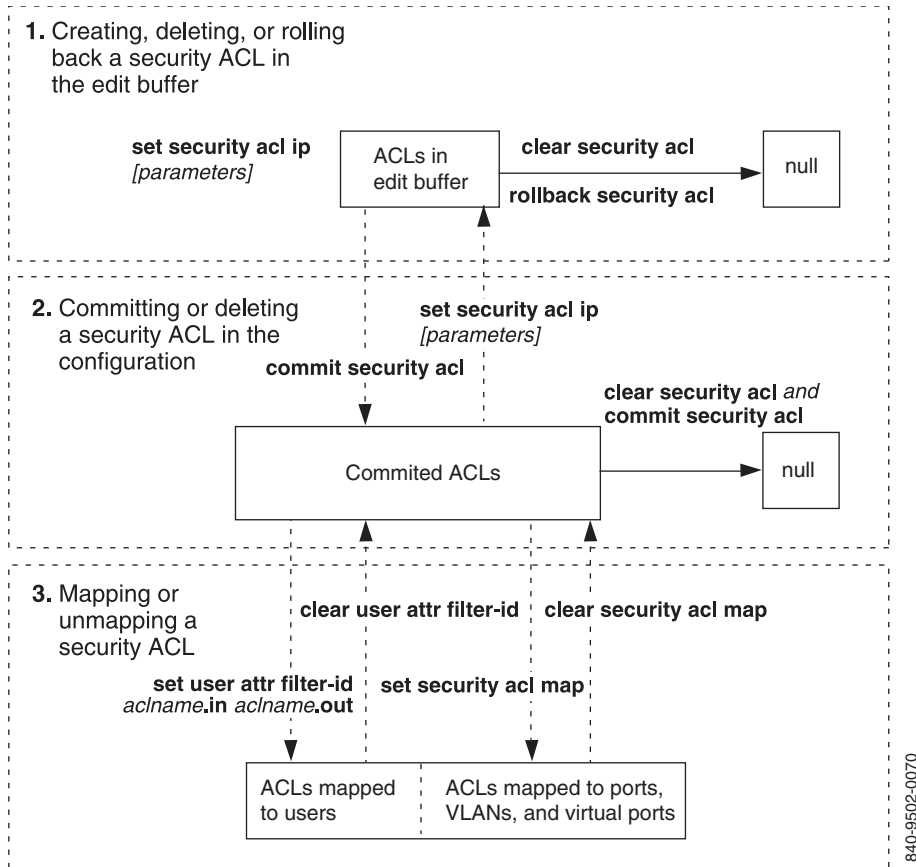 1. Creating, deleting, or rolling
back a security ACL in
the edit buffer
set security acl ip
[parameters]
ACLs in
edit buffer
clear security acl
rollback security acl
null
2. Committing or deleting
a security ACL in the
configuration
set security acl ip
[parameters]
commit security acl
clear security acl and
commit security acl
Commited ACLs
null
3. Mapping or
unmapping a
security ACL
clear user attr filter-id
clear security acl map
set user attr filter-id
aclname.in aclname.out
set security acl map
ACLs mapped
to users
ACLs mapped to ports,
VLANs, and virtual ports
840-9502-0070